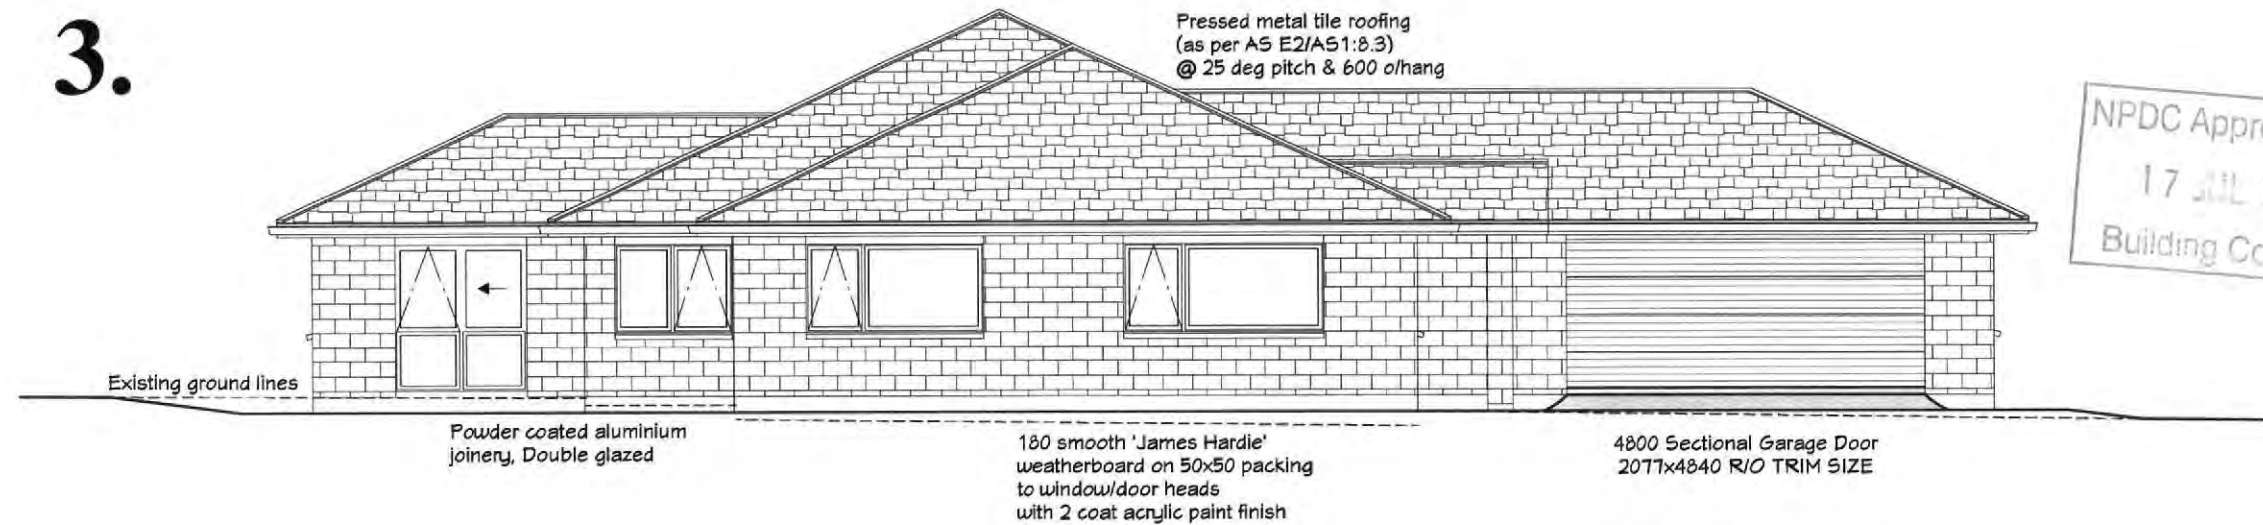 3.
Pressed metal tile roofing
(as per AS E2/AS1:8.3)
@ 25 deg pitch & 600 o/hang
NPDC
17
Building
Existing ground lines
Powder coated aluminium
joinery, Double glazed
180 smooth 'James Hardie'
weatherboard on 50x50 packing
to window/door heads
with 2 coat acrylic paint finish
4800 Sectional Garage Door
2077x4840 R/O TRIM SIZE